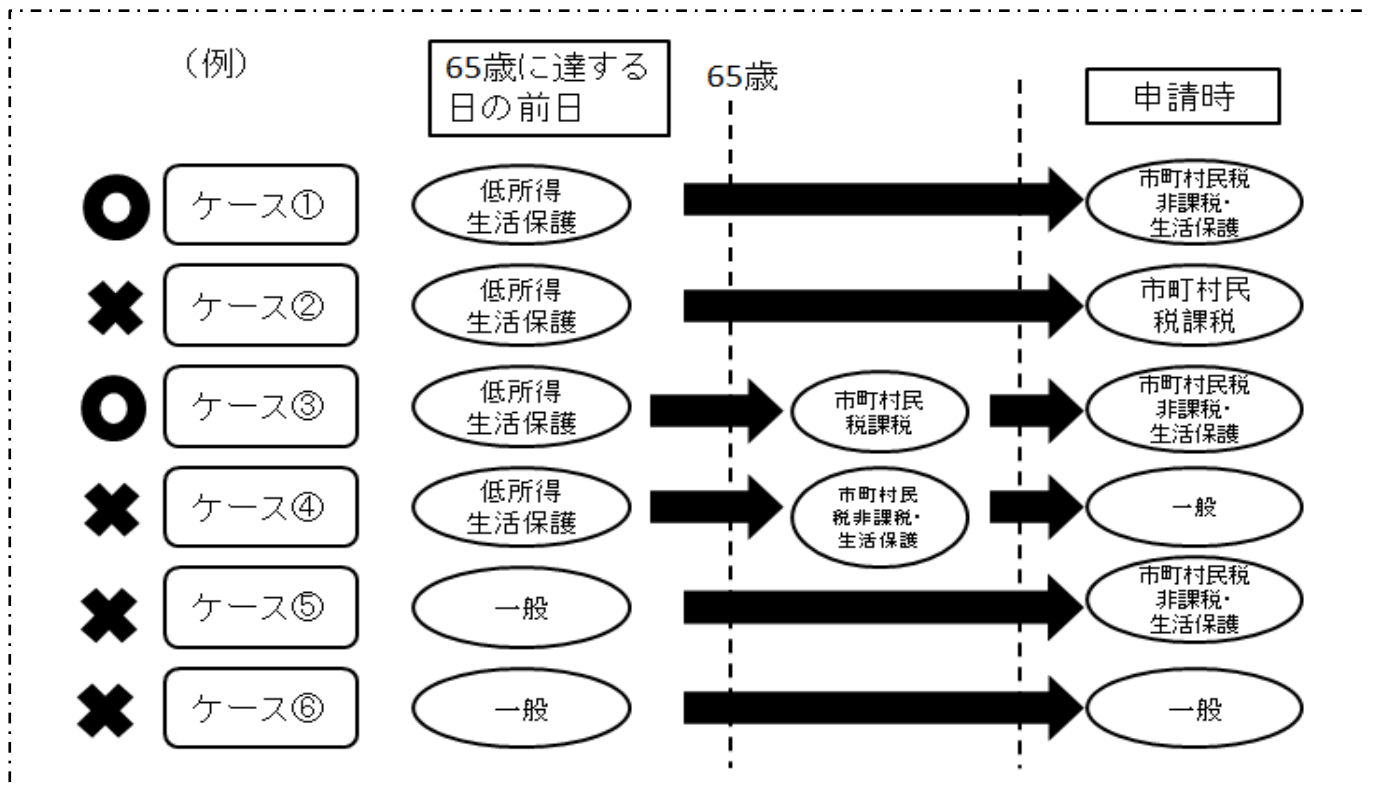 (例)
65歳に達する
日の前日
65歳
申請時
ケース①
低所得
生活保護
市町村民税
非課税・
生活保護
ケース②
低所得
生活保護
市町村民
税課税
ケース③
低所得
生活保護
市町村民
税課税
市町村民税
非課税・
生活保護
ケース④
低所得
生活保護
市町村民
税非課税・
生活保護
一般
ケース⑤
一般
市町村民税
非課税・
生活保護
ケース⑥
一般
一般